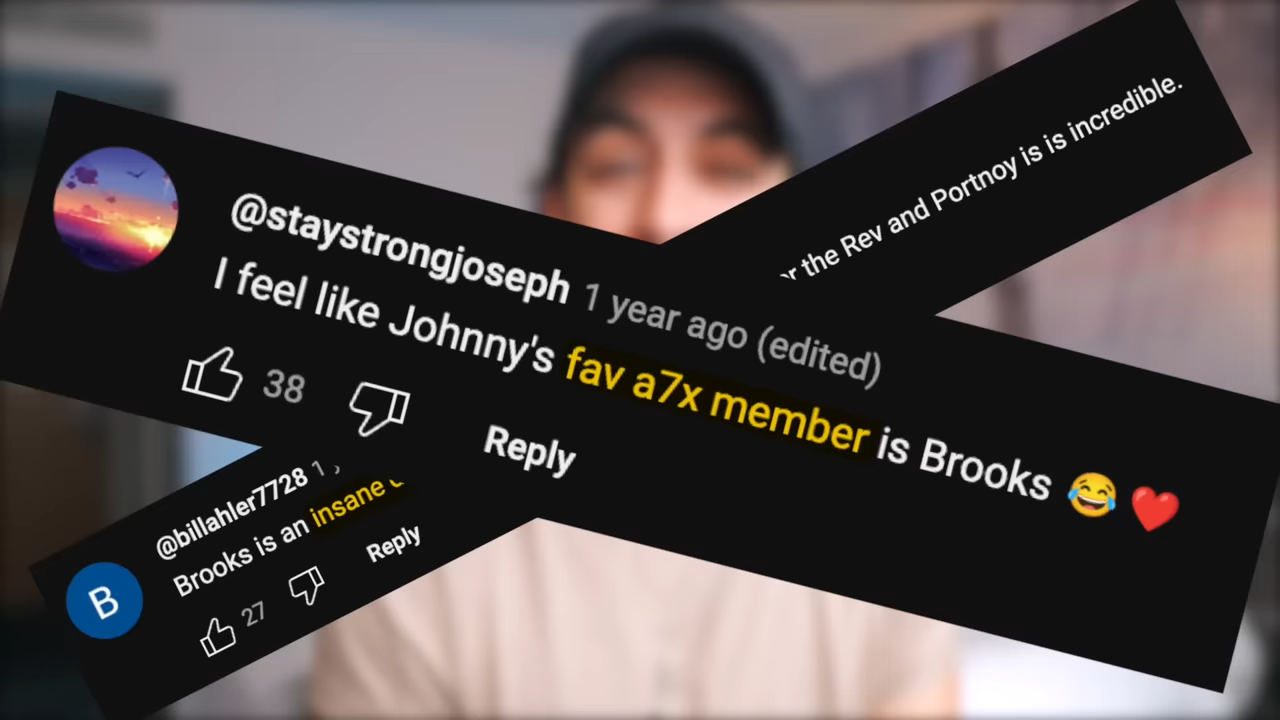 @staystrongjoseph 1 year ago (edited)
I feel like Johnny's fav a7x member is Brooks 😂 ❤️
38 Reply
the Rev and Portnoy is is incredible.
@billahler7728 1
Brooks is an insane
27 Reply
B